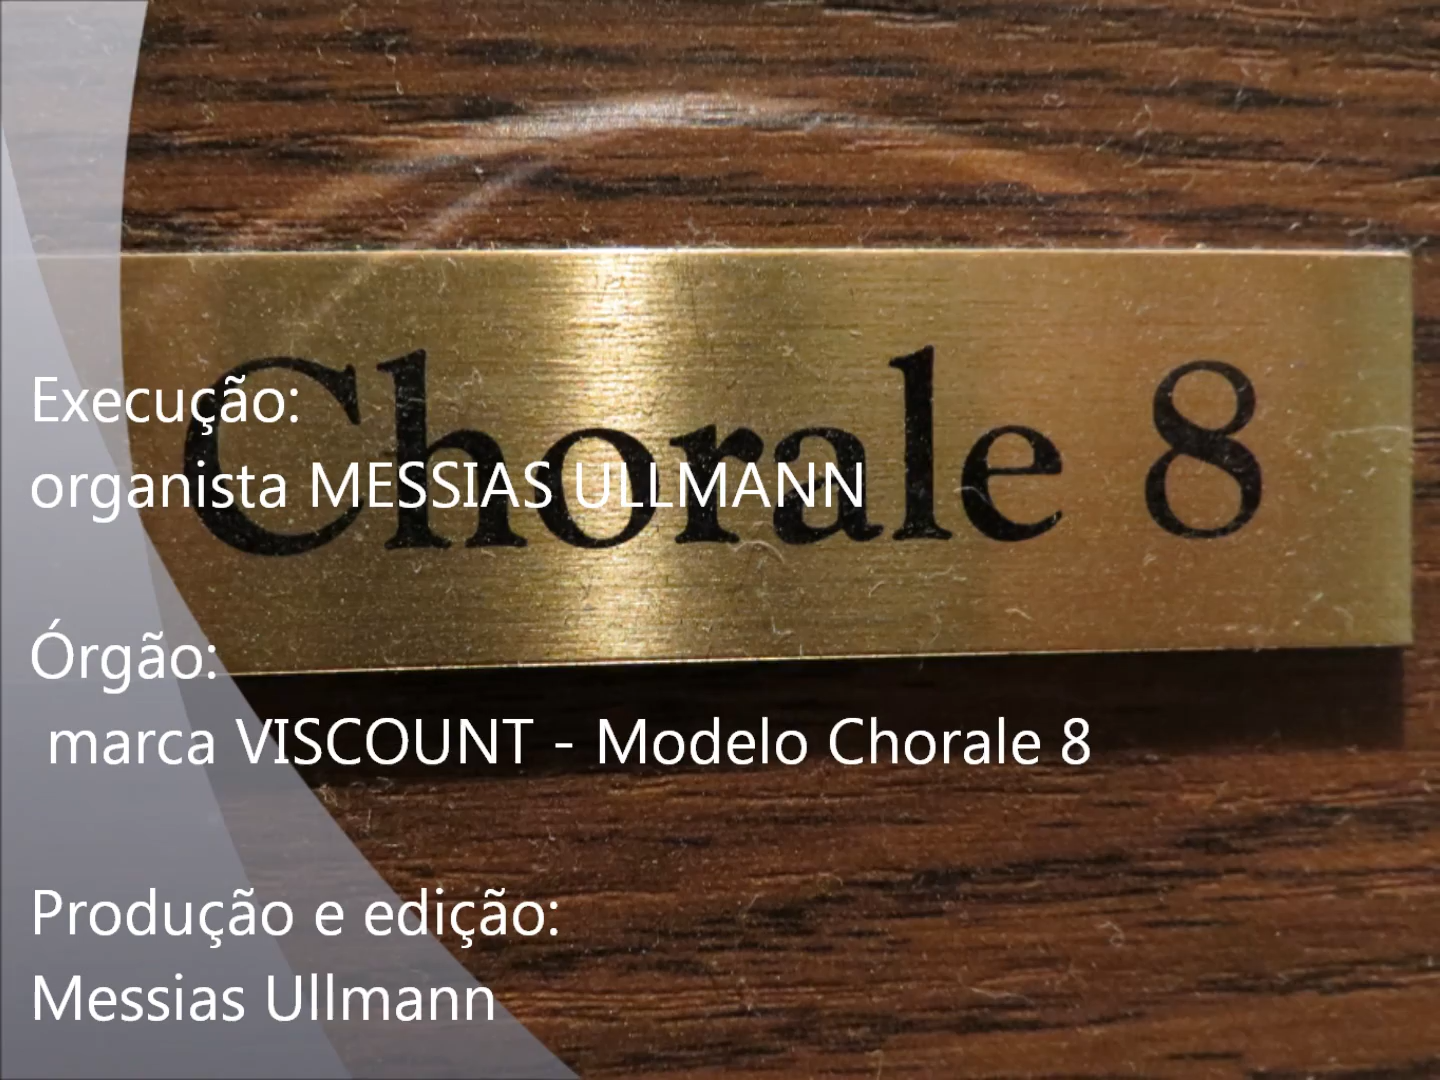 Chorale 8
Execução:
organista MESSIAS ULLMANN
Órgão:
marca VISCOUNT - Modelo Chorale 8
Produção e edição:
Messias Ullmann